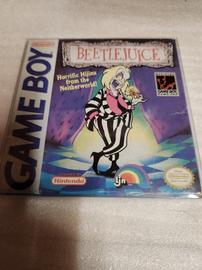 GAME BOY
BEETLEJUICE
Horrific Hijinx
from the
Neitherworld!
Nintendo
ljn